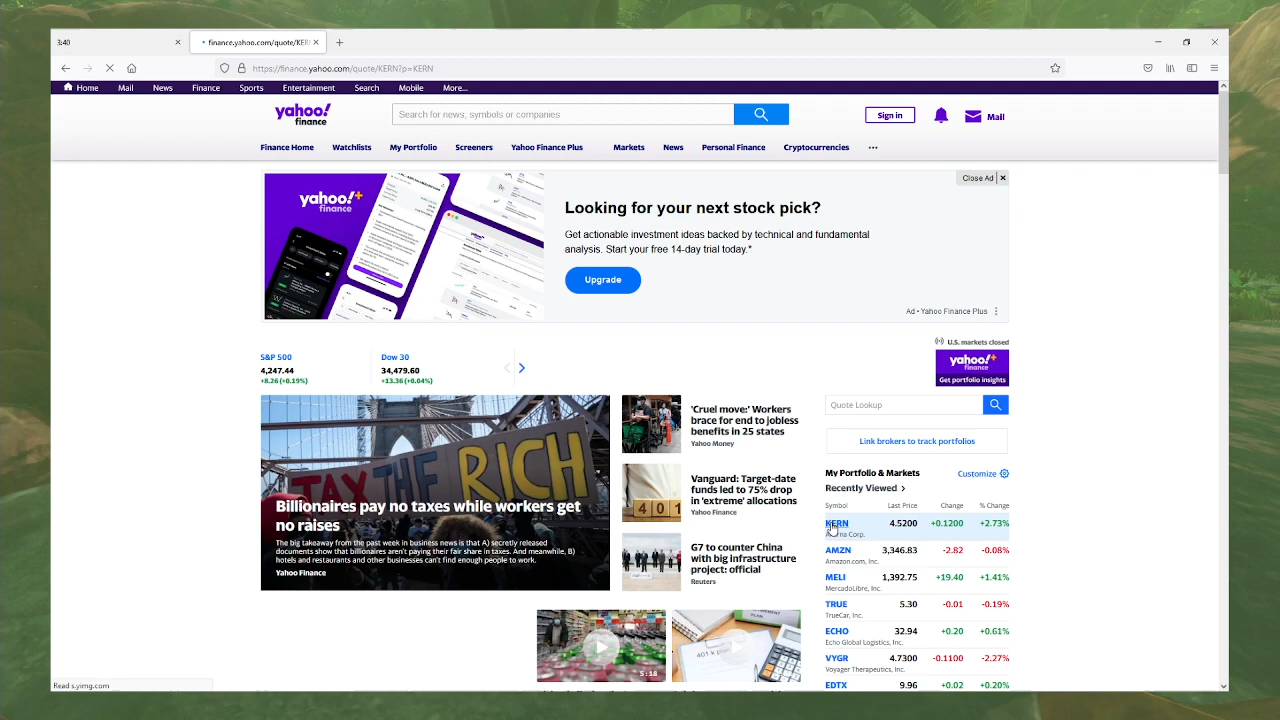 3:40
finance.yahoo.com/quote/KER
https://finance.yahoo.com/quote/KERN?p=KERN
Home Mail News Finance Sports Entertainment Search Mobile More...
yahoo!
finance
Search for news, symbols or companies
Sign in
Mail
Finance Home Watchlists My Portfolio Screeners Yahoo Finance Plus Markets News Personal Finance Cryptocurrencies
Close Ad
yahoo!+
finance
Looking for your next stock pick?
Get actionable investment ideas backed by technical and fundamental
analysis. Start your free 14-day trial today.*
Upgrade
Ad • Yahoo Finance Plus
U.S. markets closed
S&P 500
4,247.44
+8.26 (+0.19%)
Dow 30
34,479.60
+13.36 (+0.04%)
yahoo!+
finance
Get portfolio insights
TAX THE RICH
Billionaires pay no taxes while workers get
no raises
The big takeaway from the past week in business news is that A) secretly released
documents show that billionaires aren't paying their fair share in taxes. And meanwhile, B)
hotels and restaurants and other businesses can't find enough people to work.
Yahoo Finance
'Cruel move:' Workers
brace for end to jobless
benefits in 25 states
Yahoo Money
Vanguard: Target-date
funds led to 75% drop
in 'extreme' allocations
Yahoo Finance
G7 to counter China
with big infrastructure
project: official
Reuters
5:18
Quote Lookup
Link brokers to track portfolios
My Portfolio & Markets
Customize
Recently Viewed
Symbol Last Price Change % Change
KERN 4.5200 +0.1200 +2.73%
Corp.
AMZN 3,346.83 -2.82 -0.08%
Amazon.com, Inc.
MELI 1,392.75 +19.40 +1.41%
MercadoLibre, Inc.
TRUE 5.30 -0.01 -0.19%
TrueCar, Inc.
ECHO 32.94 +0.20 +0.61%
Echo Global Logistics, Inc.
VYGR 4.7300 -0.1100 -2.27%
Voyager Therapeutics, Inc.
EDTX 9.96 +0.02 +0.20%
Read s.yimg.com